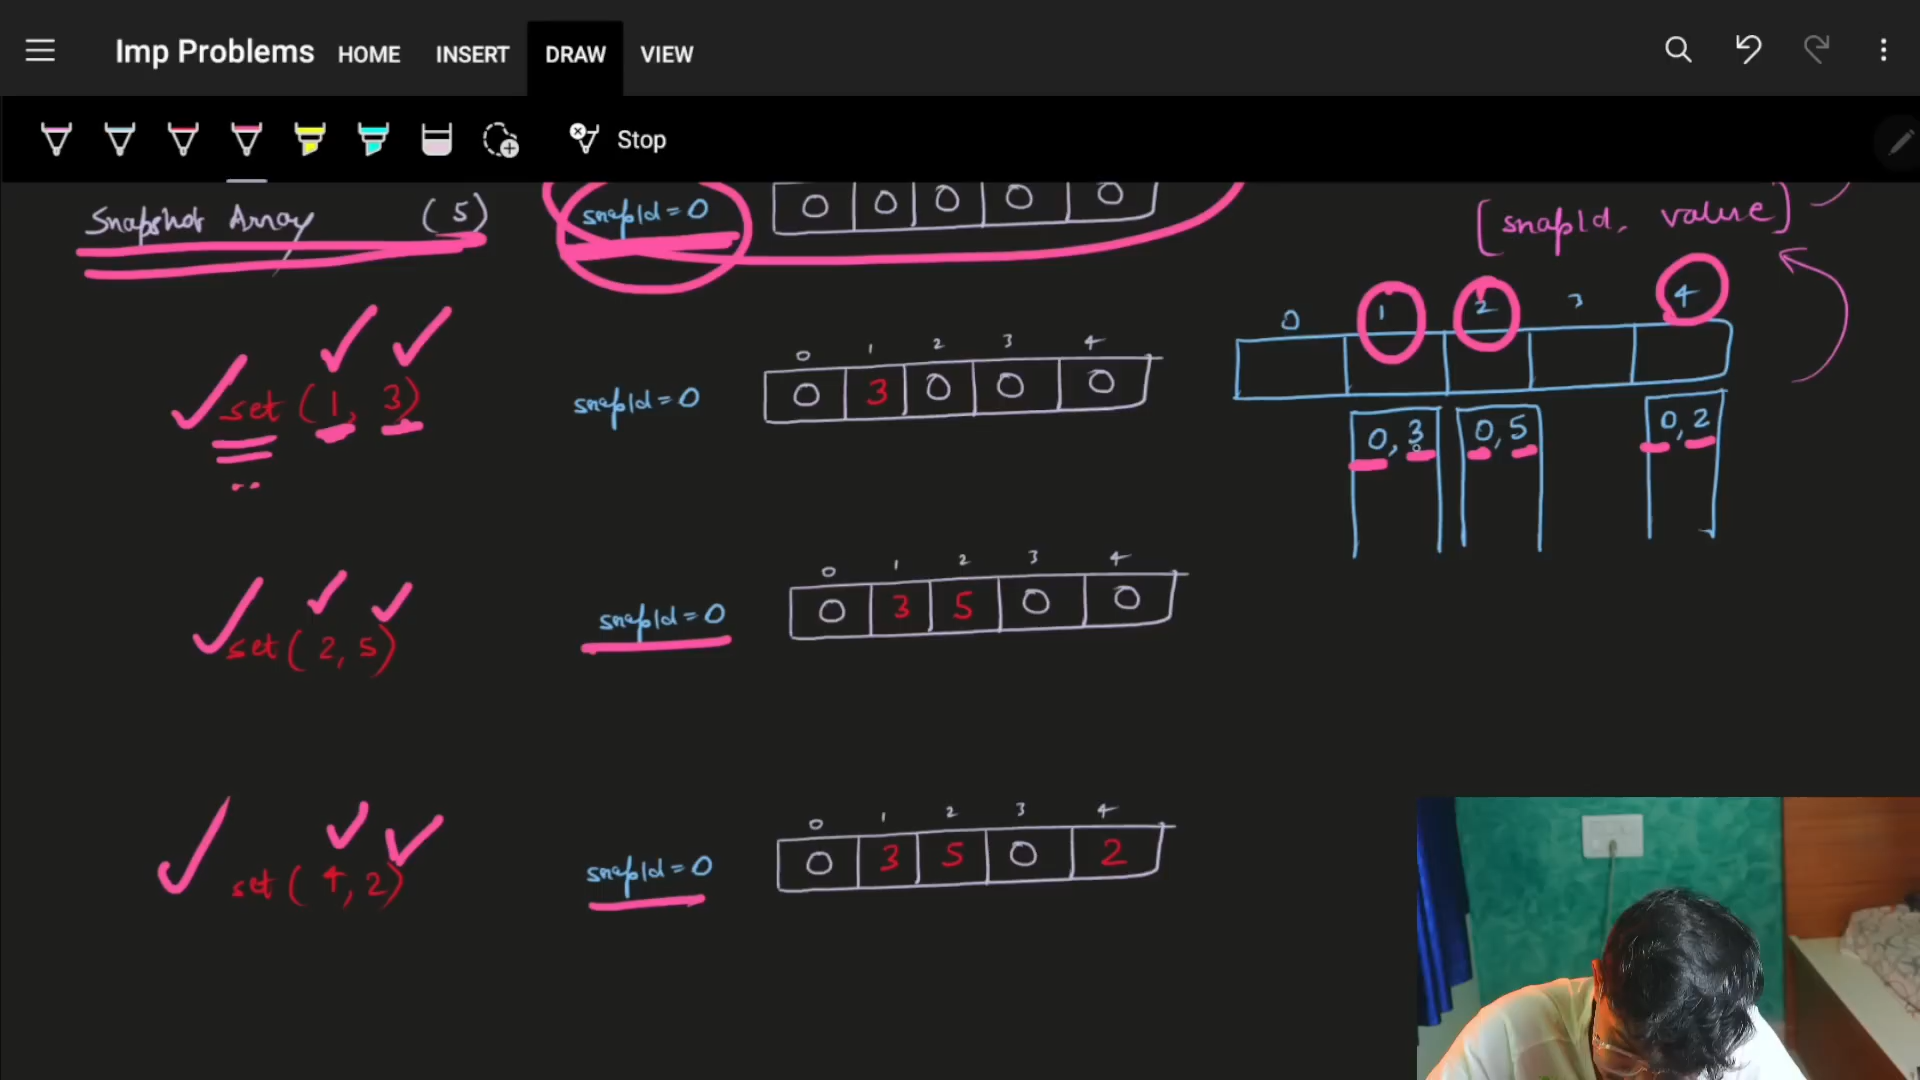 Imp Problems HOME INSERT DRAW VIEW
Stop
Snapshot Array (5)
snapId = 0
0 0 0 0 0
[snapId, value]
set (1, 3)
snapId = 0
0 1 2 3 4
0 3 0 0 0
0 1 2 3 4
0, 3 0, 5 0, 2
set (2, 5)
snapId = 0
0 1 2 3 4
0 3 5 0 0
set (4, 2)
snapId = 0
0 1 2 3 4
0 3 5 0 2